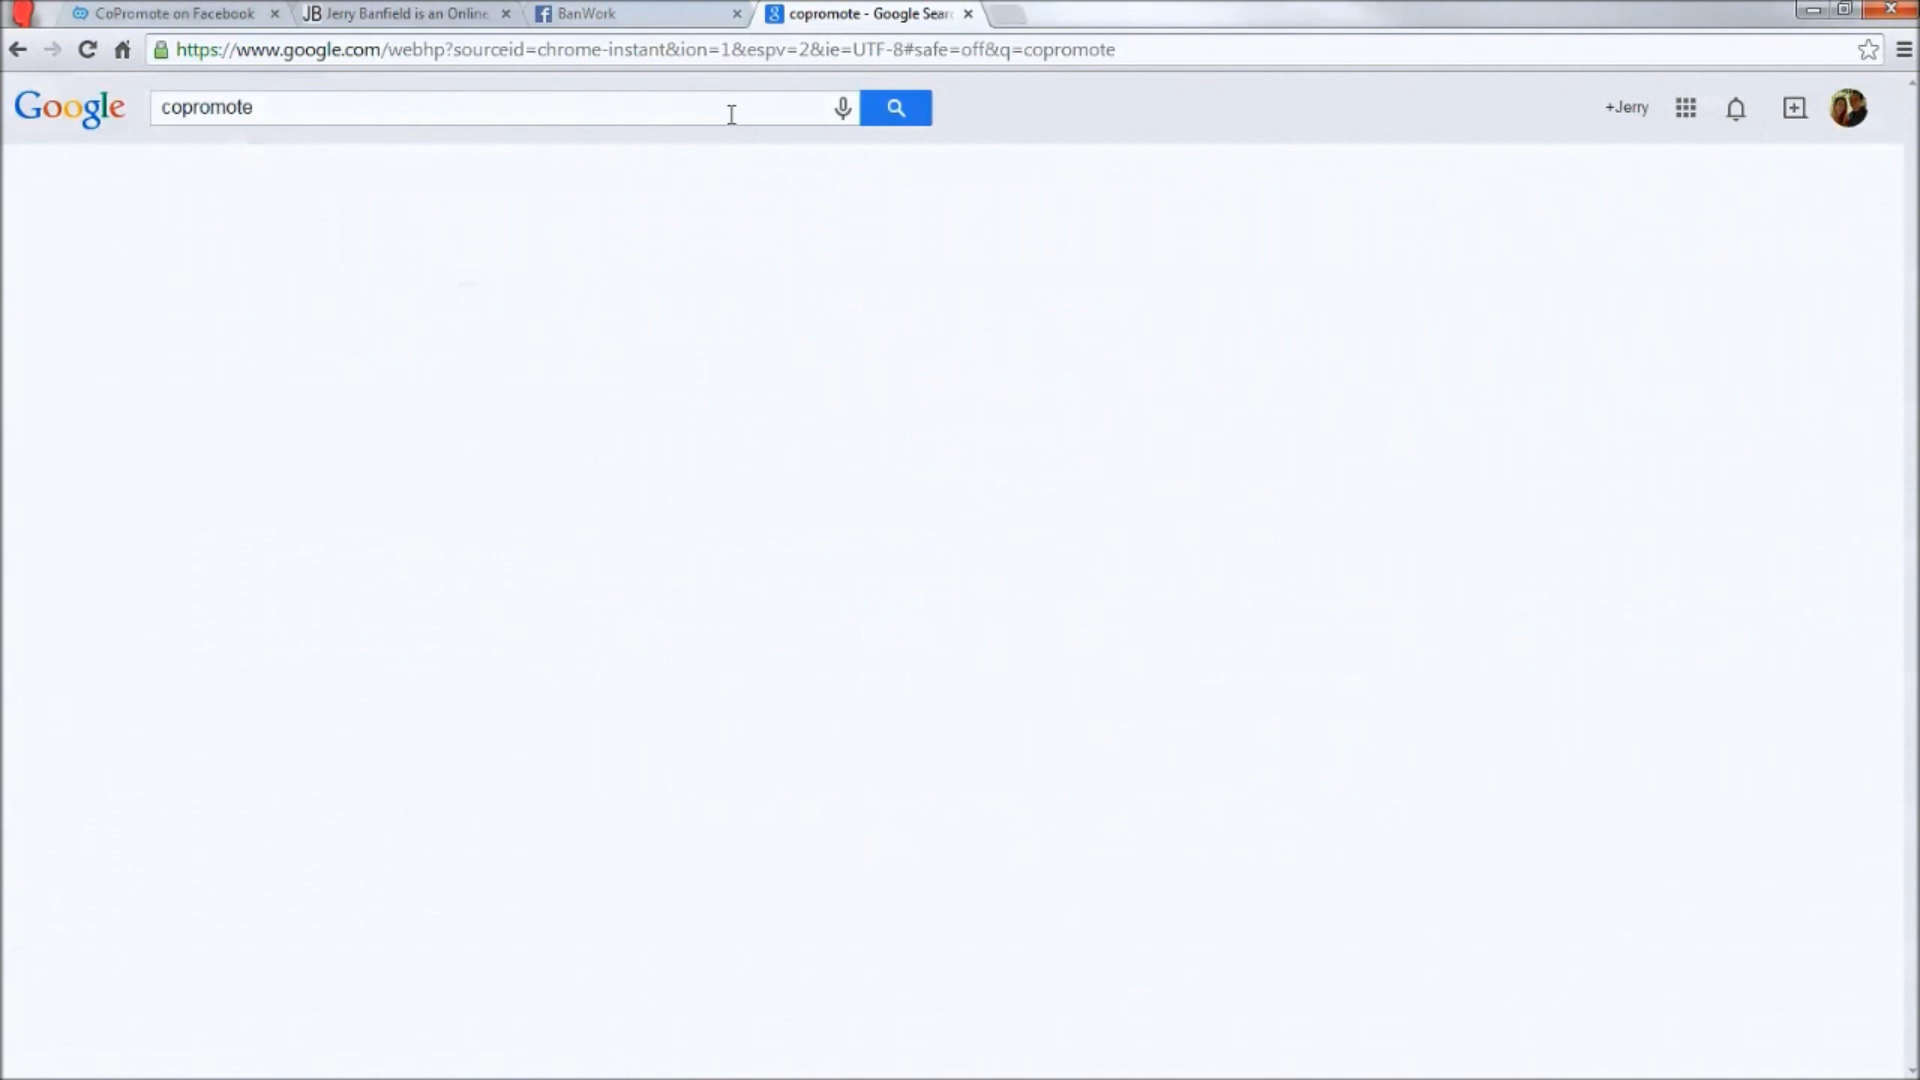 CoPromote on Facebook
JB Jerry Banfield is an Online
BanWork
copromote - Google Sear
https://www.google.com/webhp?sourceid=chrome-instant&ion=1&espv=2&ie=UTF-8#safe=off&q=copromote
Google
copromote
+Jerry